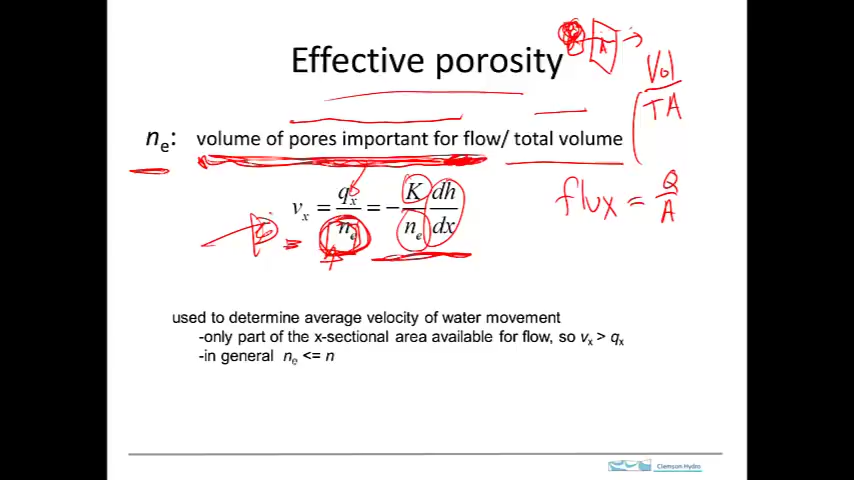 Effective porosity
A
Vol
TA
nₑ: volume of pores important for flow/ total volume
flux = Q/A
vₓ = qₓ/nₑ = - K/nₑ dh/dx
used to determine average velocity of water movement
-only part of the x-sectional area available for flow, so vₓ > qₓ
-in general nₑ <= n
Clemson Hydro